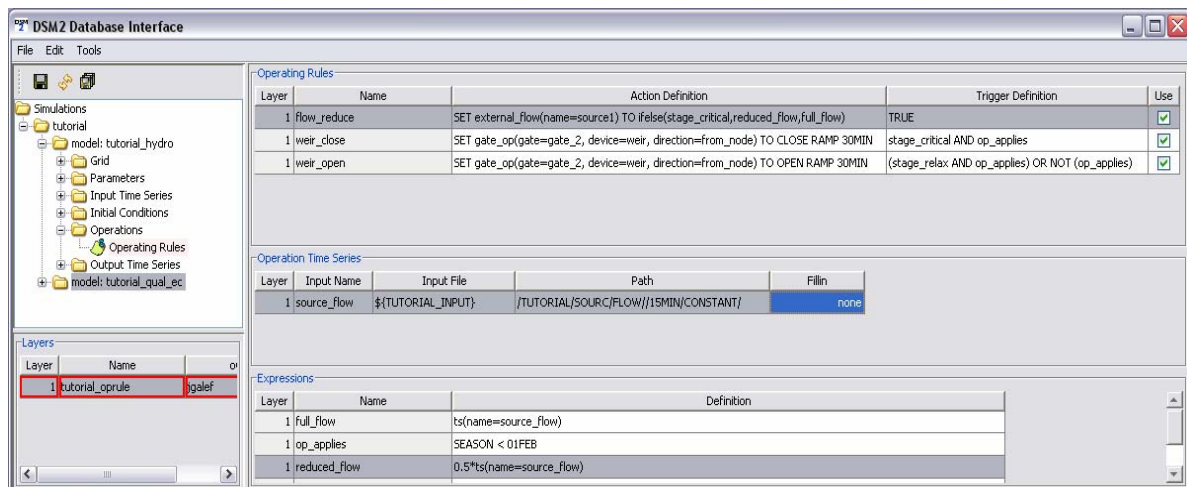 DSM2 Database Interface
File Edit Tools
Simulations
tutorial
model: tutorial_hydro
Grid
Parameters
Input Time Series
Initial Conditions
Operations
Operating Rules
Output Time Series
model: tutorial_qual_ec
Layers
Layer Name
1 tutorial_oprule jgalef
Operating Rules
Layer Name Action Definition Trigger Definition Use
1 flow_reduce SET external_flow(name=source1) TO ifelse(stage_critical,reduced_flow,full_flow) TRUE
1 weir_close SET gate_op(gate=gate_2, device=weir, direction=from_node) TO CLOSE RAMP 30MIN stage_critical AND op_applies
1 weir_open SET gate_op(gate=gate_2, device=weir, direction=from_node) TO OPEN RAMP 30MIN (stage_relax AND op_applies) OR NOT (op_applies)
Operation Time Series
Layer Input Name Input File Path Fillin
1 source_flow ${TUTORIAL_INPUT} /TUTORIAL/SOURC/FLOW//15MIN/CONSTANT/ none
Expressions
Layer Name Definition
1 full_flow ts(name=source_flow)
1 op_applies SEASON < 01FEB
1 reduced_flow 0.5*ts(name=source_flow)